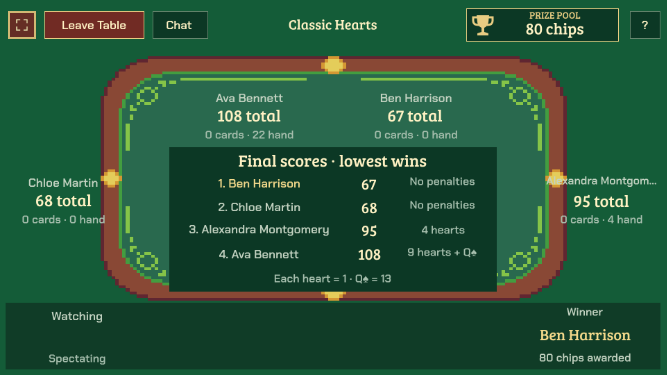 Leave Table
Chat
Classic Hearts
PRIZE POOL
80 chips
?
Ava Bennett
108 total
0 cards · 22 hand
Ben Harrison
67 total
0 cards · 0 hand
Chloe Martin
68 total
0 cards · 0 hand
Alexandra Montgom...
95 total
0 cards · 4 hand
Final scores · lowest wins
1. Ben Harrison 67 No penalties
2. Chloe Martin 68 No penalties
3. Alexandra Montgomery 95 4 hearts
4. Ava Bennett 108 9 hearts + Q♠
Each heart = 1 · Q♠ = 13
Watching
Spectating
Winner
Ben Harrison
80 chips awarded